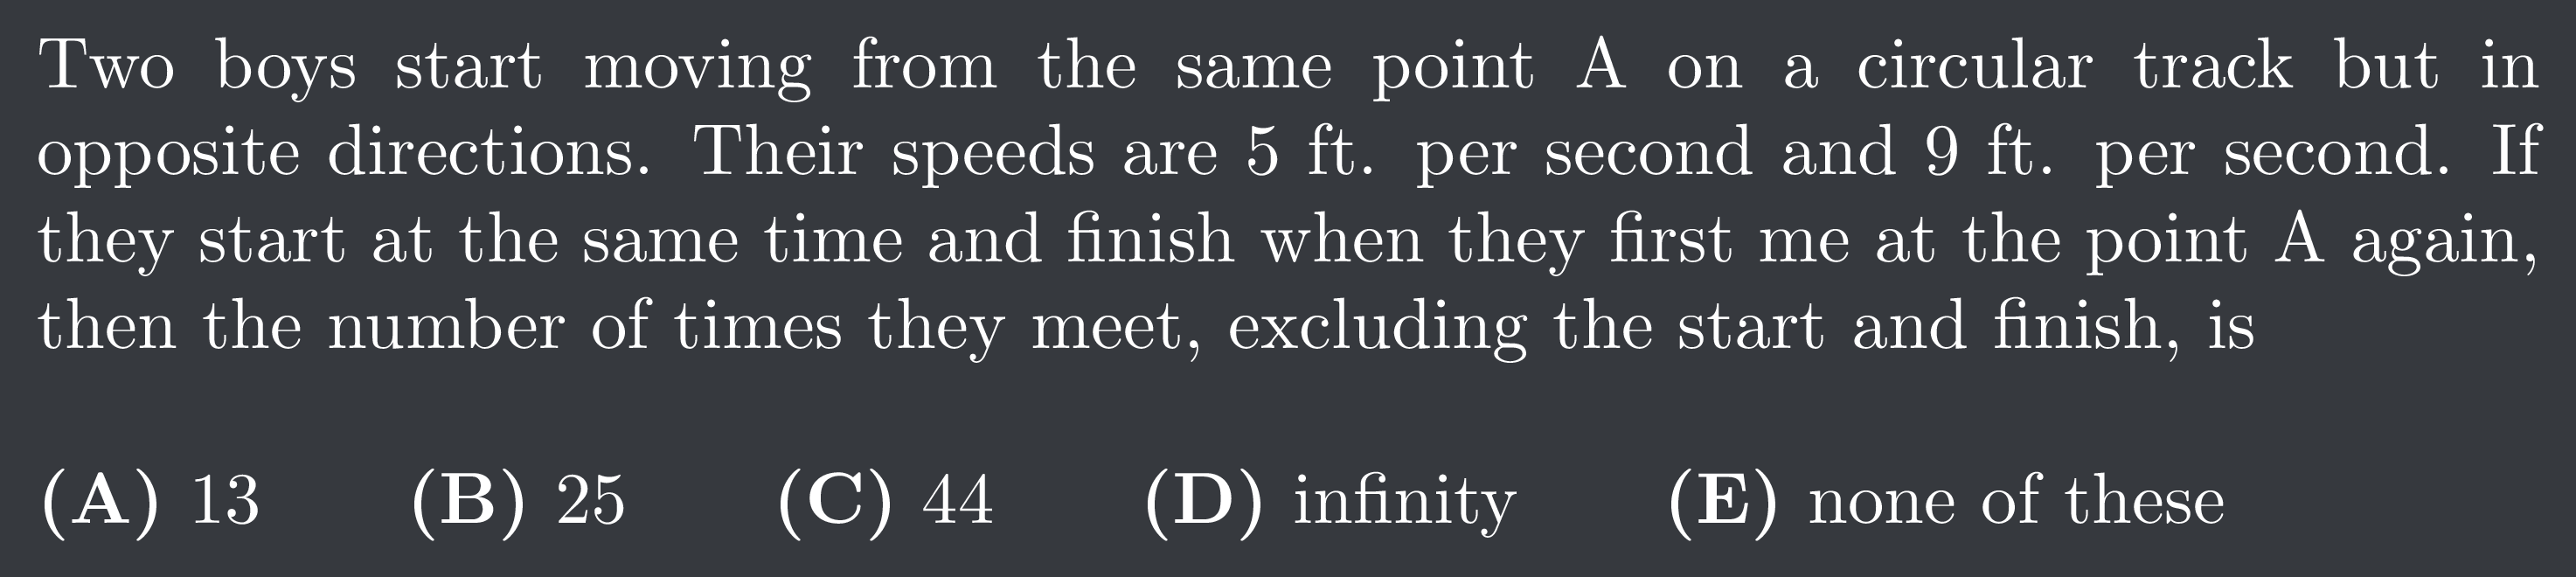 Two boys start moving from the same point A on a circular track but in
opposite directions. Their speeds are 5 ft. per second and 9 ft. per second. If
they start at the same time and finish when they first me at the point A again,
then the number of times they meet, excluding the start and finish, is
(A) 13 (B) 25 (C) 44 (D) infinity (E) none of these